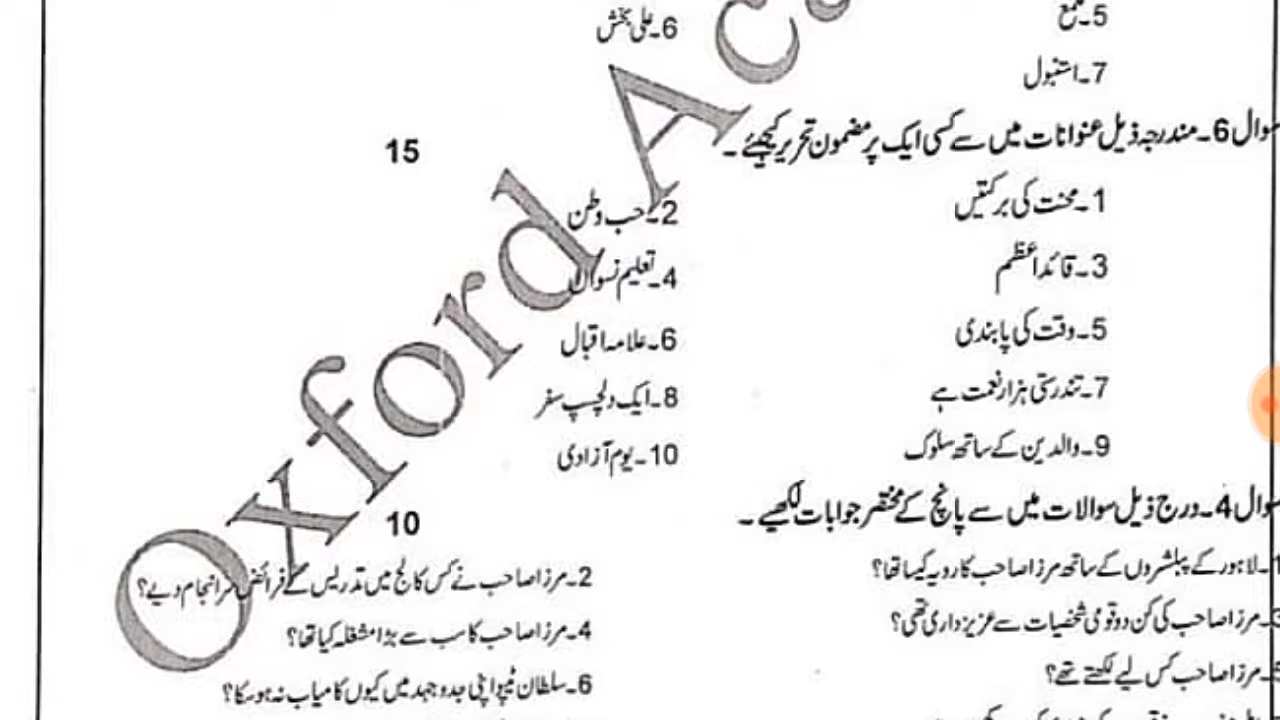 5۔شمع 6۔علی بخش
7۔استنبول
سوال 6۔مندرجہ ذیل عنوانات میں سے کسی ایک پر مضمون تحریر کیجیئے۔ 15
1۔محنت کی برکتیں 2۔حب وطن
3۔قائداعظم 4۔تعلیم نسواں
5۔وقت کی پابندی 6۔علامہ اقبال
7۔تندرستی ہزار نعمت ہے 8۔ایک دلچسپ سفر
9۔والدین کے ساتھ سلوک 10۔یوم آزادی
سوال 4۔درج ذیل سوالات میں سے پانچ کے مختصر جوابات لکھیے۔ 10
1۔لاہور کے پبلشروں کے ساتھ مرزا صاحب کا رویہ کیسا تھا؟ 2۔مرزا صاحب نے کس کالج میں تدریس کے فرائض سرانجام دیے؟
3۔مرزا صاحب کی کن دو قومی شخصیات سے عزیز داری تھی؟ 4۔مرزا صاحب کا سب سے بڑا مشغلہ کیا تھا؟
5۔مرزا صاحب کس لیے لکھتے تھے؟ 6۔سلطان ٹیپو اپنی جدوجہد میں کیوں کامیاب نہ ہوسکا؟
Oxford Ac